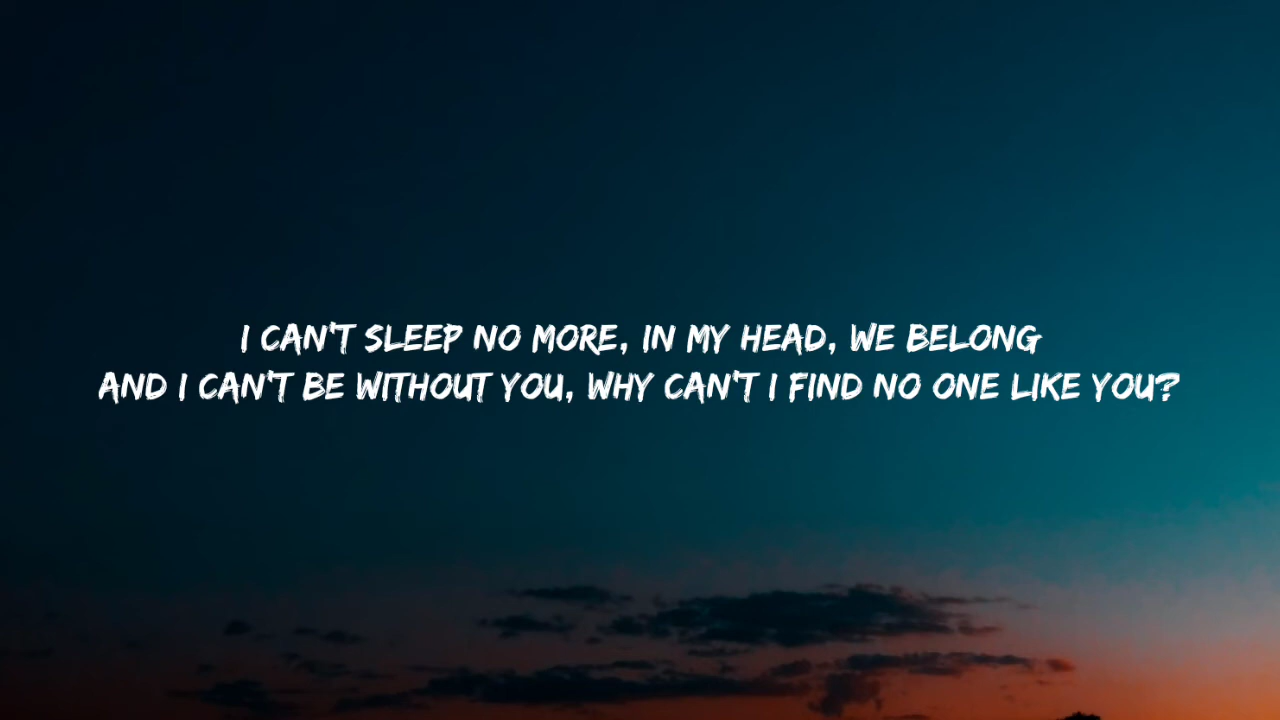 I CAN'T SLEEP NO MORE, IN MY HEAD, WE BELONG
AND I CAN'T BE WITHOUT YOU, WHY CAN'T I FIND NO ONE LIKE YOU?